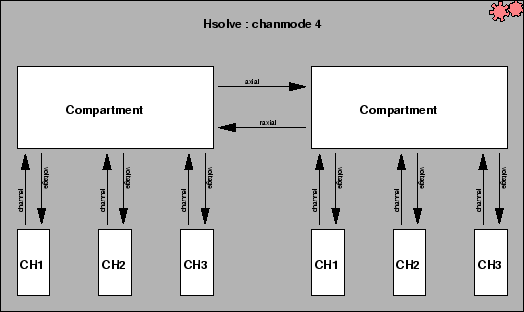 Hsolve : chanmode 4
axial
Compartment
Compartment
raxial
channel
voltage
channel
voltage
channel
voltage
channel
voltage
channel
voltage
channel
voltage
CH1
CH2
CH3
CH1
CH2
CH3